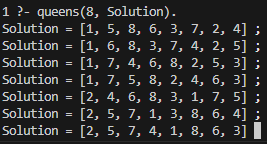 1 ?- queens(8, Solution).
Solution = [1, 5, 8, 6, 3, 7, 2, 4] ;
Solution = [1, 6, 8, 3, 7, 4, 2, 5] ;
Solution = [1, 7, 4, 6, 8, 2, 5, 3] ;
Solution = [1, 7, 5, 8, 2, 4, 6, 3] ;
Solution = [2, 4, 6, 8, 3, 1, 7, 5] ;
Solution = [2, 5, 7, 1, 3, 8, 6, 4] ;
Solution = [2, 5, 7, 4, 1, 8, 6, 3]